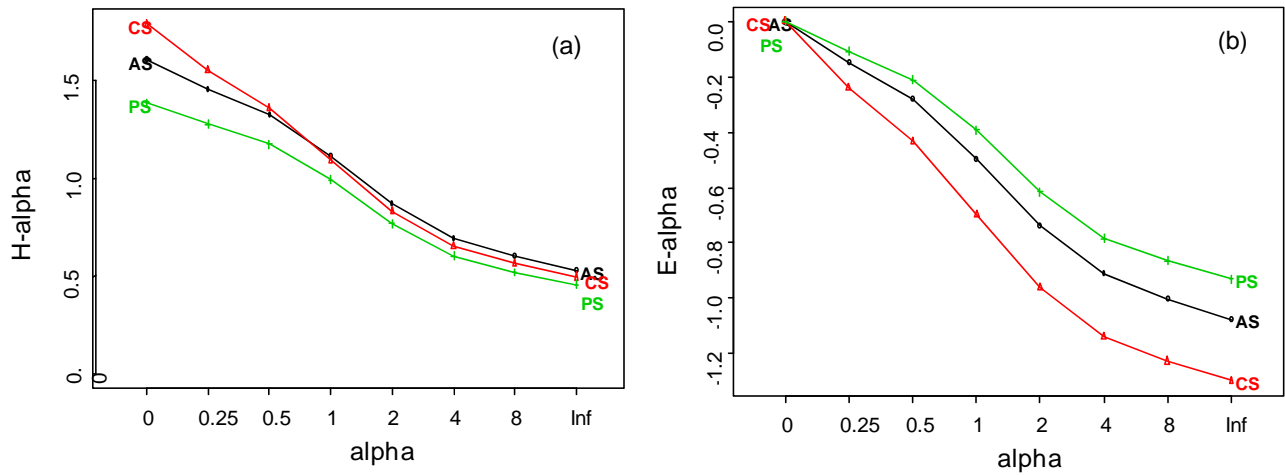 (a)
CS
AS
PS
AS
CS
PS
H-alpha
1.5
1.0
0.5
0. 0
0 0.25 0.5 1 2 4 8 Inf
alpha
(b)
CS AS
PS
PS
AS
CS
E-alpha
0.0
-0.2
-0.4
-0.6
-0.8
-1.0
-1.2
0 0.25 0.5 1 2 4 8 Inf
alpha